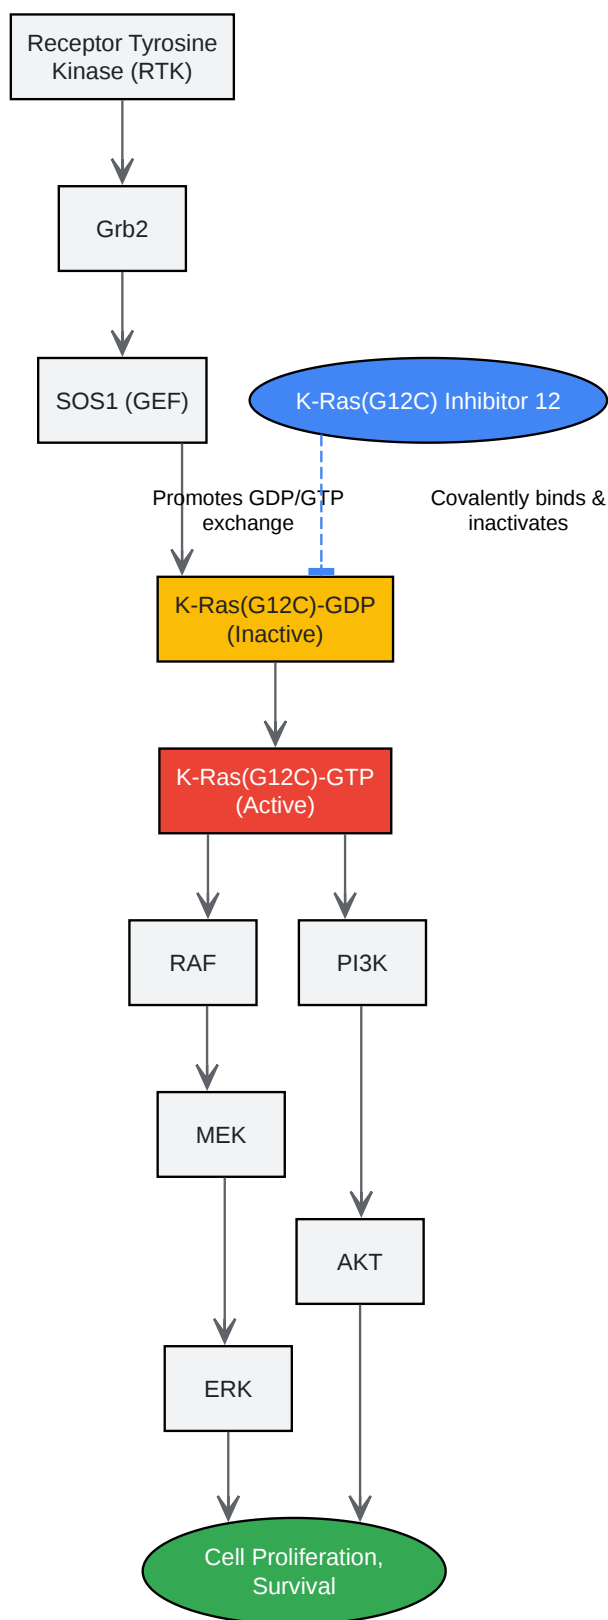 Receptor Tyrosine
Kinase (RTK)
Grb2
SOS1 (GEF)
K-Ras(G12C) Inhibitor 12
Promotes GDP/GTP
exchange
Covalently binds &
inactivates
K-Ras(G12C)-GDP
(Inactive)
K-Ras(G12C)-GTP
(Active)
RAF
PI3K
MEK
AKT
ERK
Cell Proliferation,
Survival